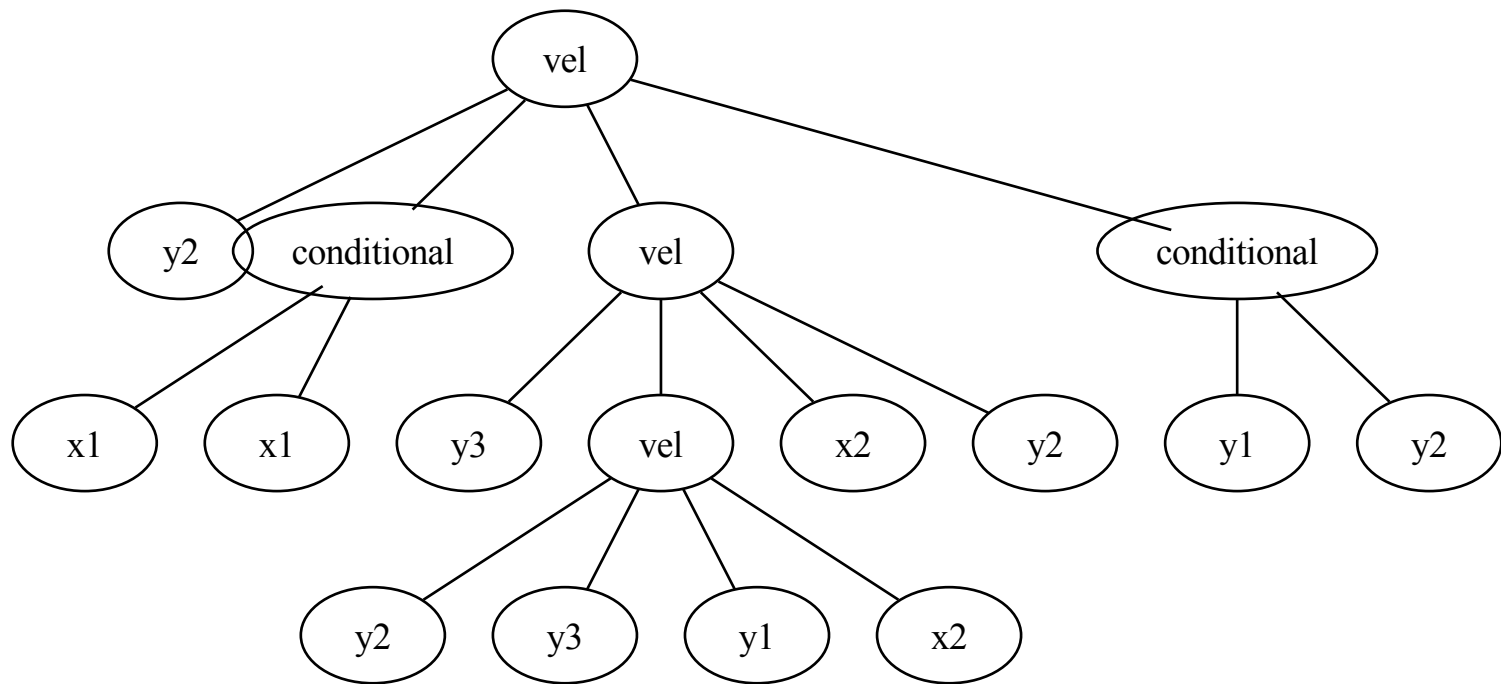 vel
y2 conditional vel conditional
x1 x1 y3 vel x2 y2 y1 y2
y2 y3 y1 x2